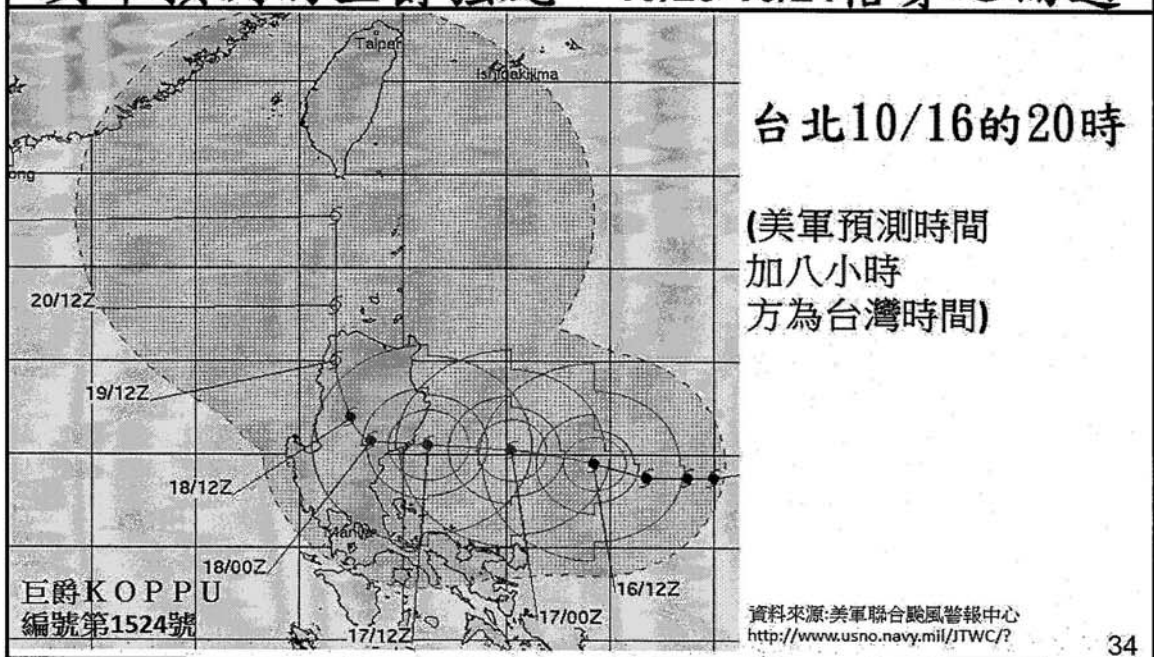 台北10/16的20時
(美軍預測時間
加八小時
方為台灣時間)
Taipei
Ishigakijima
ong
20/12Z
19/12Z
18/12Z
18/00Z
17/12Z
17/00Z
16/12Z
Manila
巨爵KOPPU
編號第1524號
資料來源:美軍聯合颱風警報中心
http://www.usno.navy.mil/JTWC/?
34